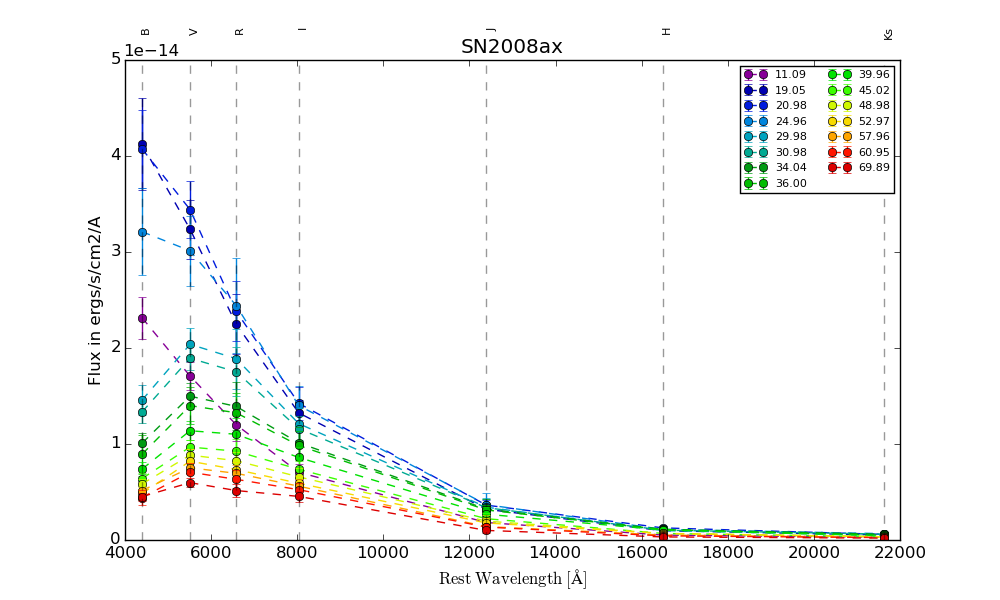 B V R I J H Ks
SN2008ax
1e−14
5
4
3
2
1
0
Flux in ergs/s/cm2/A
4000 6000 8000 10000 12000 14000 16000 18000 20000 22000
Rest Wavelength [Å]
11.09 39.96
19.05 45.02
20.98 48.98
24.96 52.97
29.98 57.96
30.98 60.95
34.04 69.89
36.00